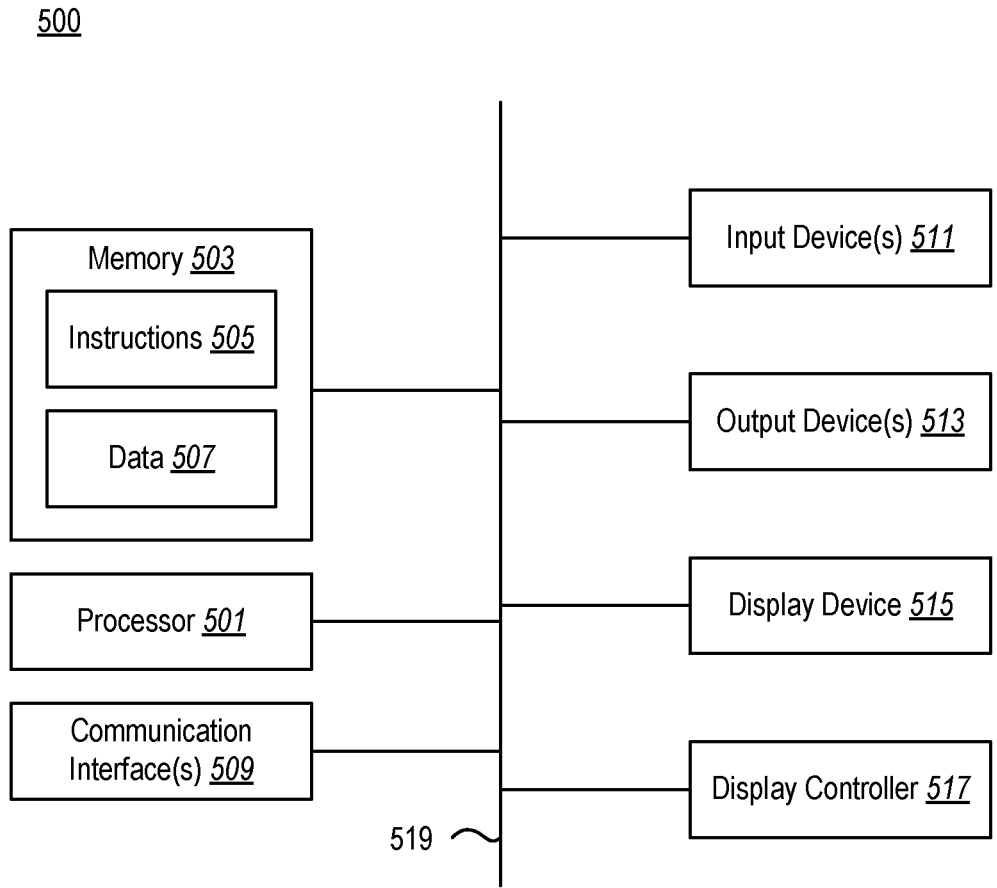 500
Memory 503
Instructions 505
Data 507
Processor 501
Communication
Interface(s) 509
Input Device(s) 511
Output Device(s) 513
Display Device 515
Display Controller 517
519